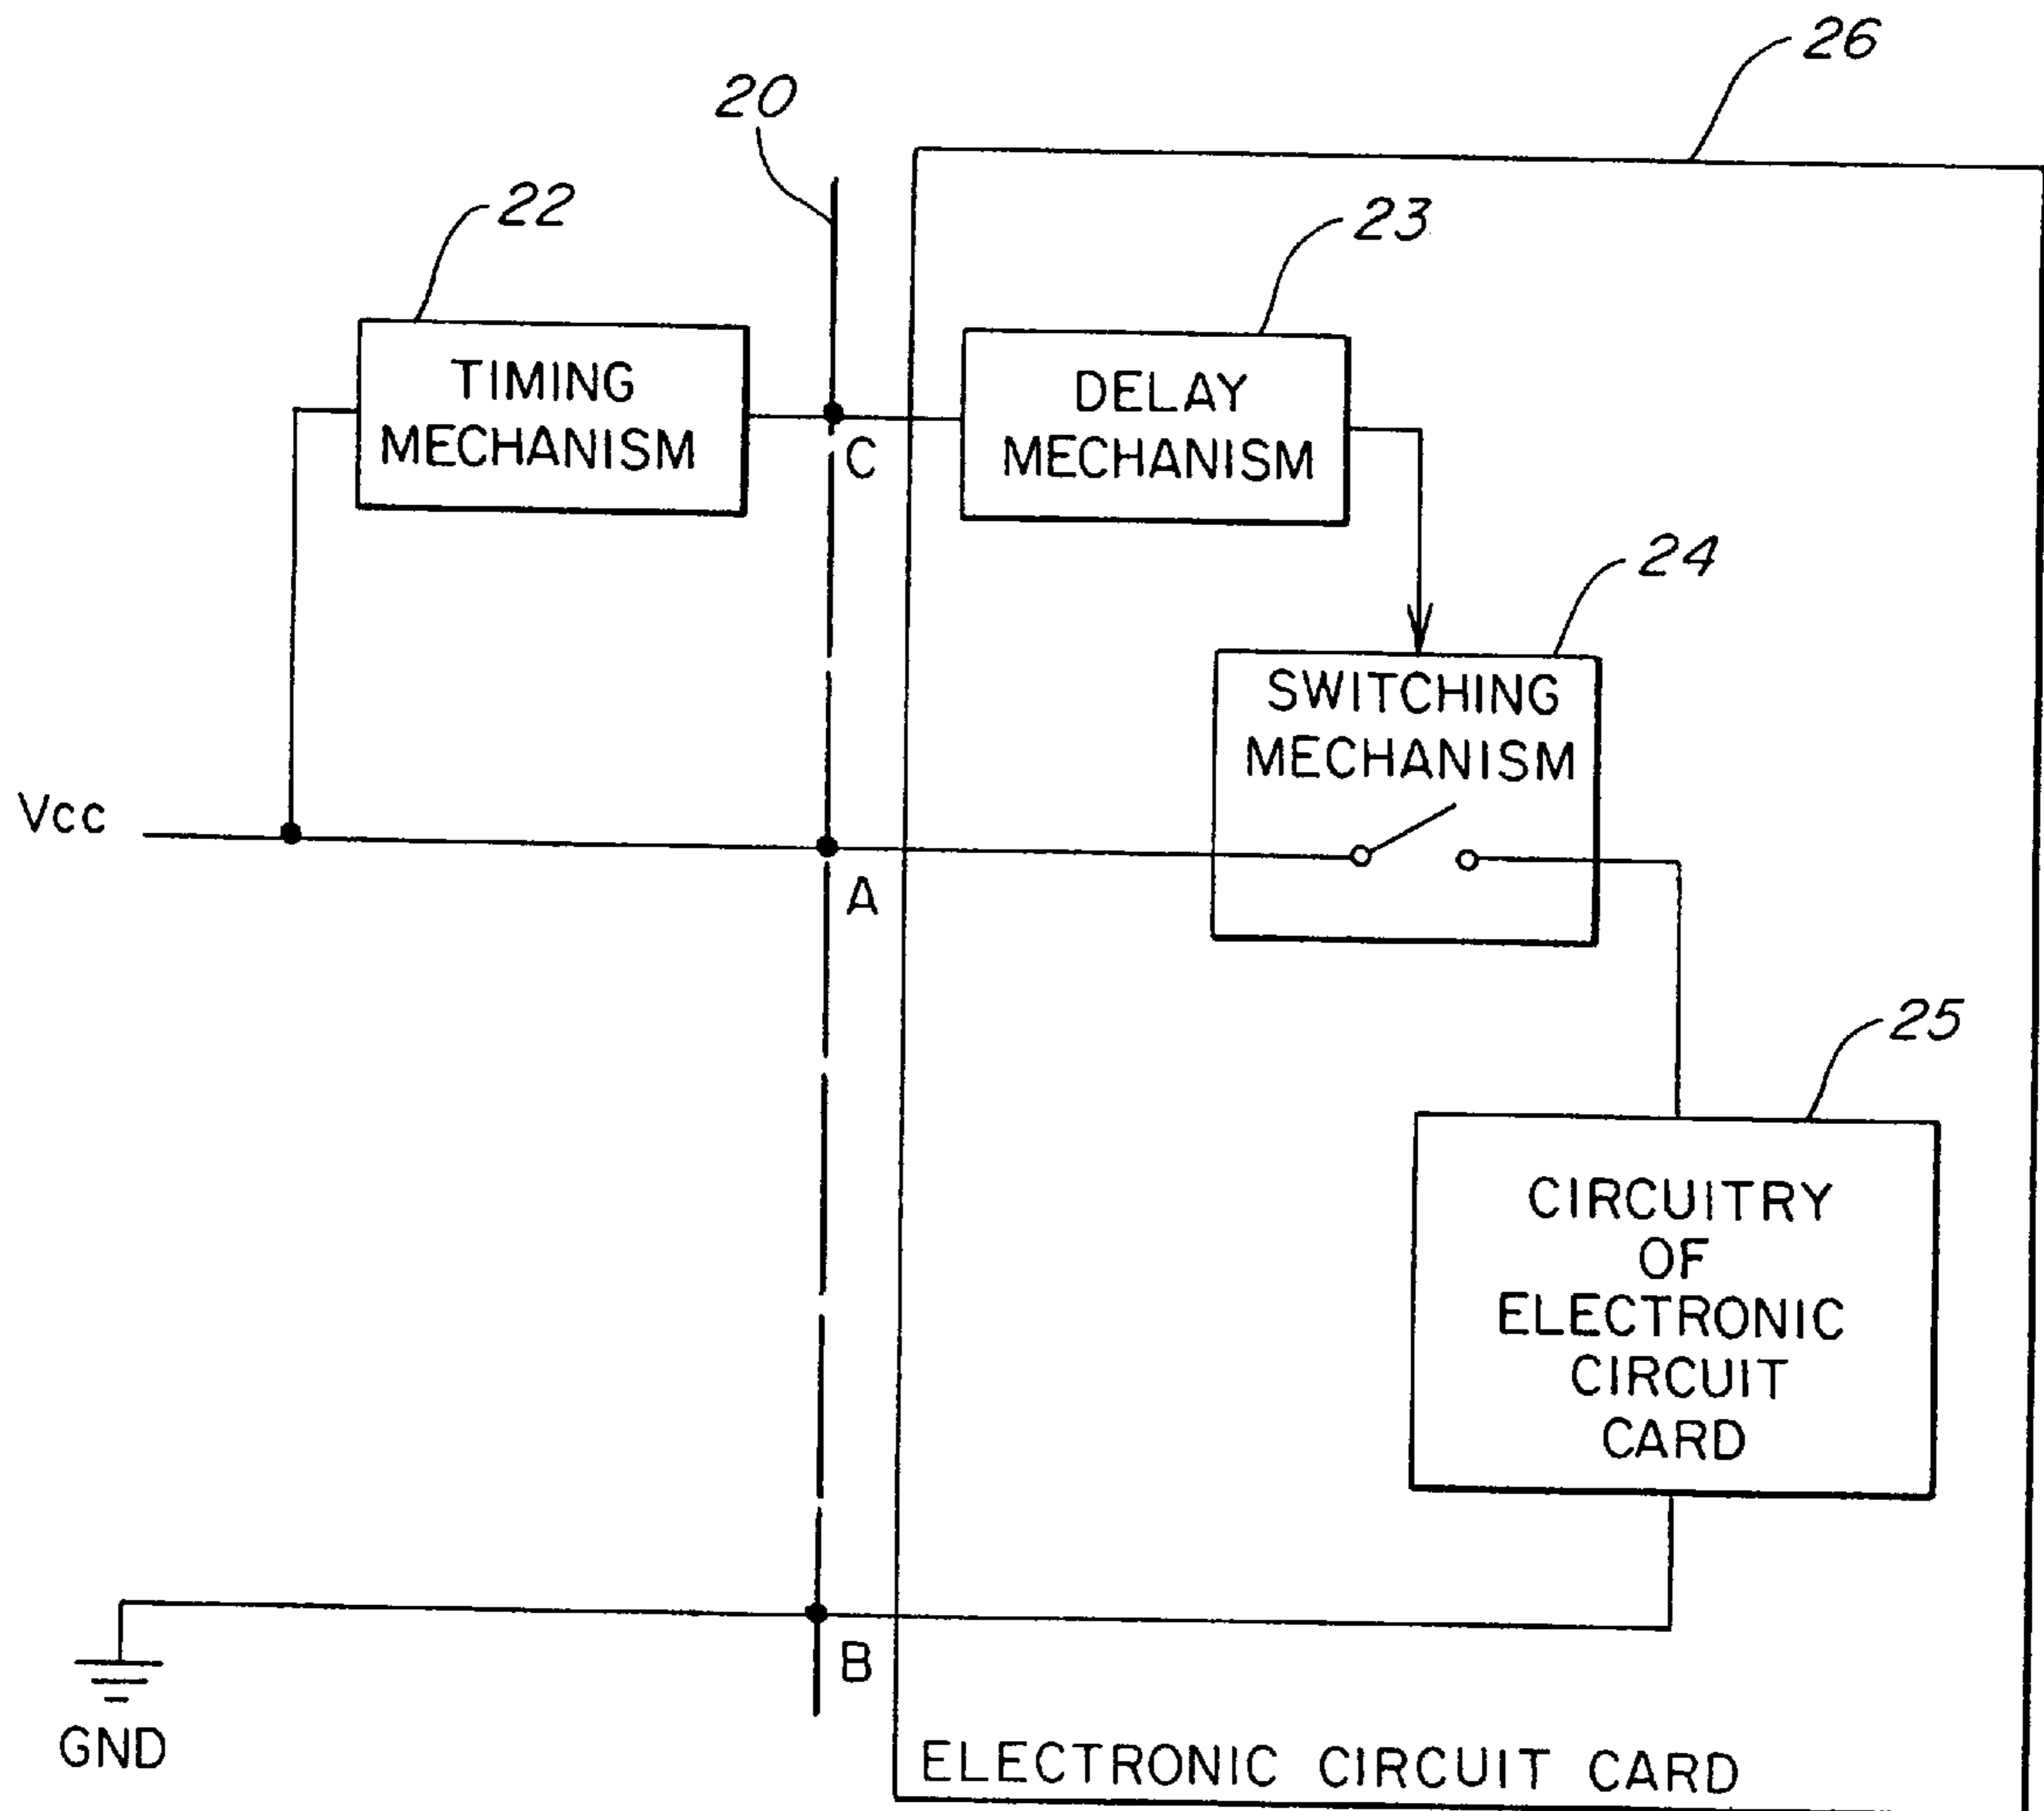 26
20
22
23
TIMING
MECHANISM
DELAY
MECHANISM
C
24
SWITCHING
MECHANISM
Vcc
A
25
CIRCUITRY
OF
ELECTRONIC
CIRCUIT
CARD
B
GND
ELECTRONIC CIRCUIT CARD